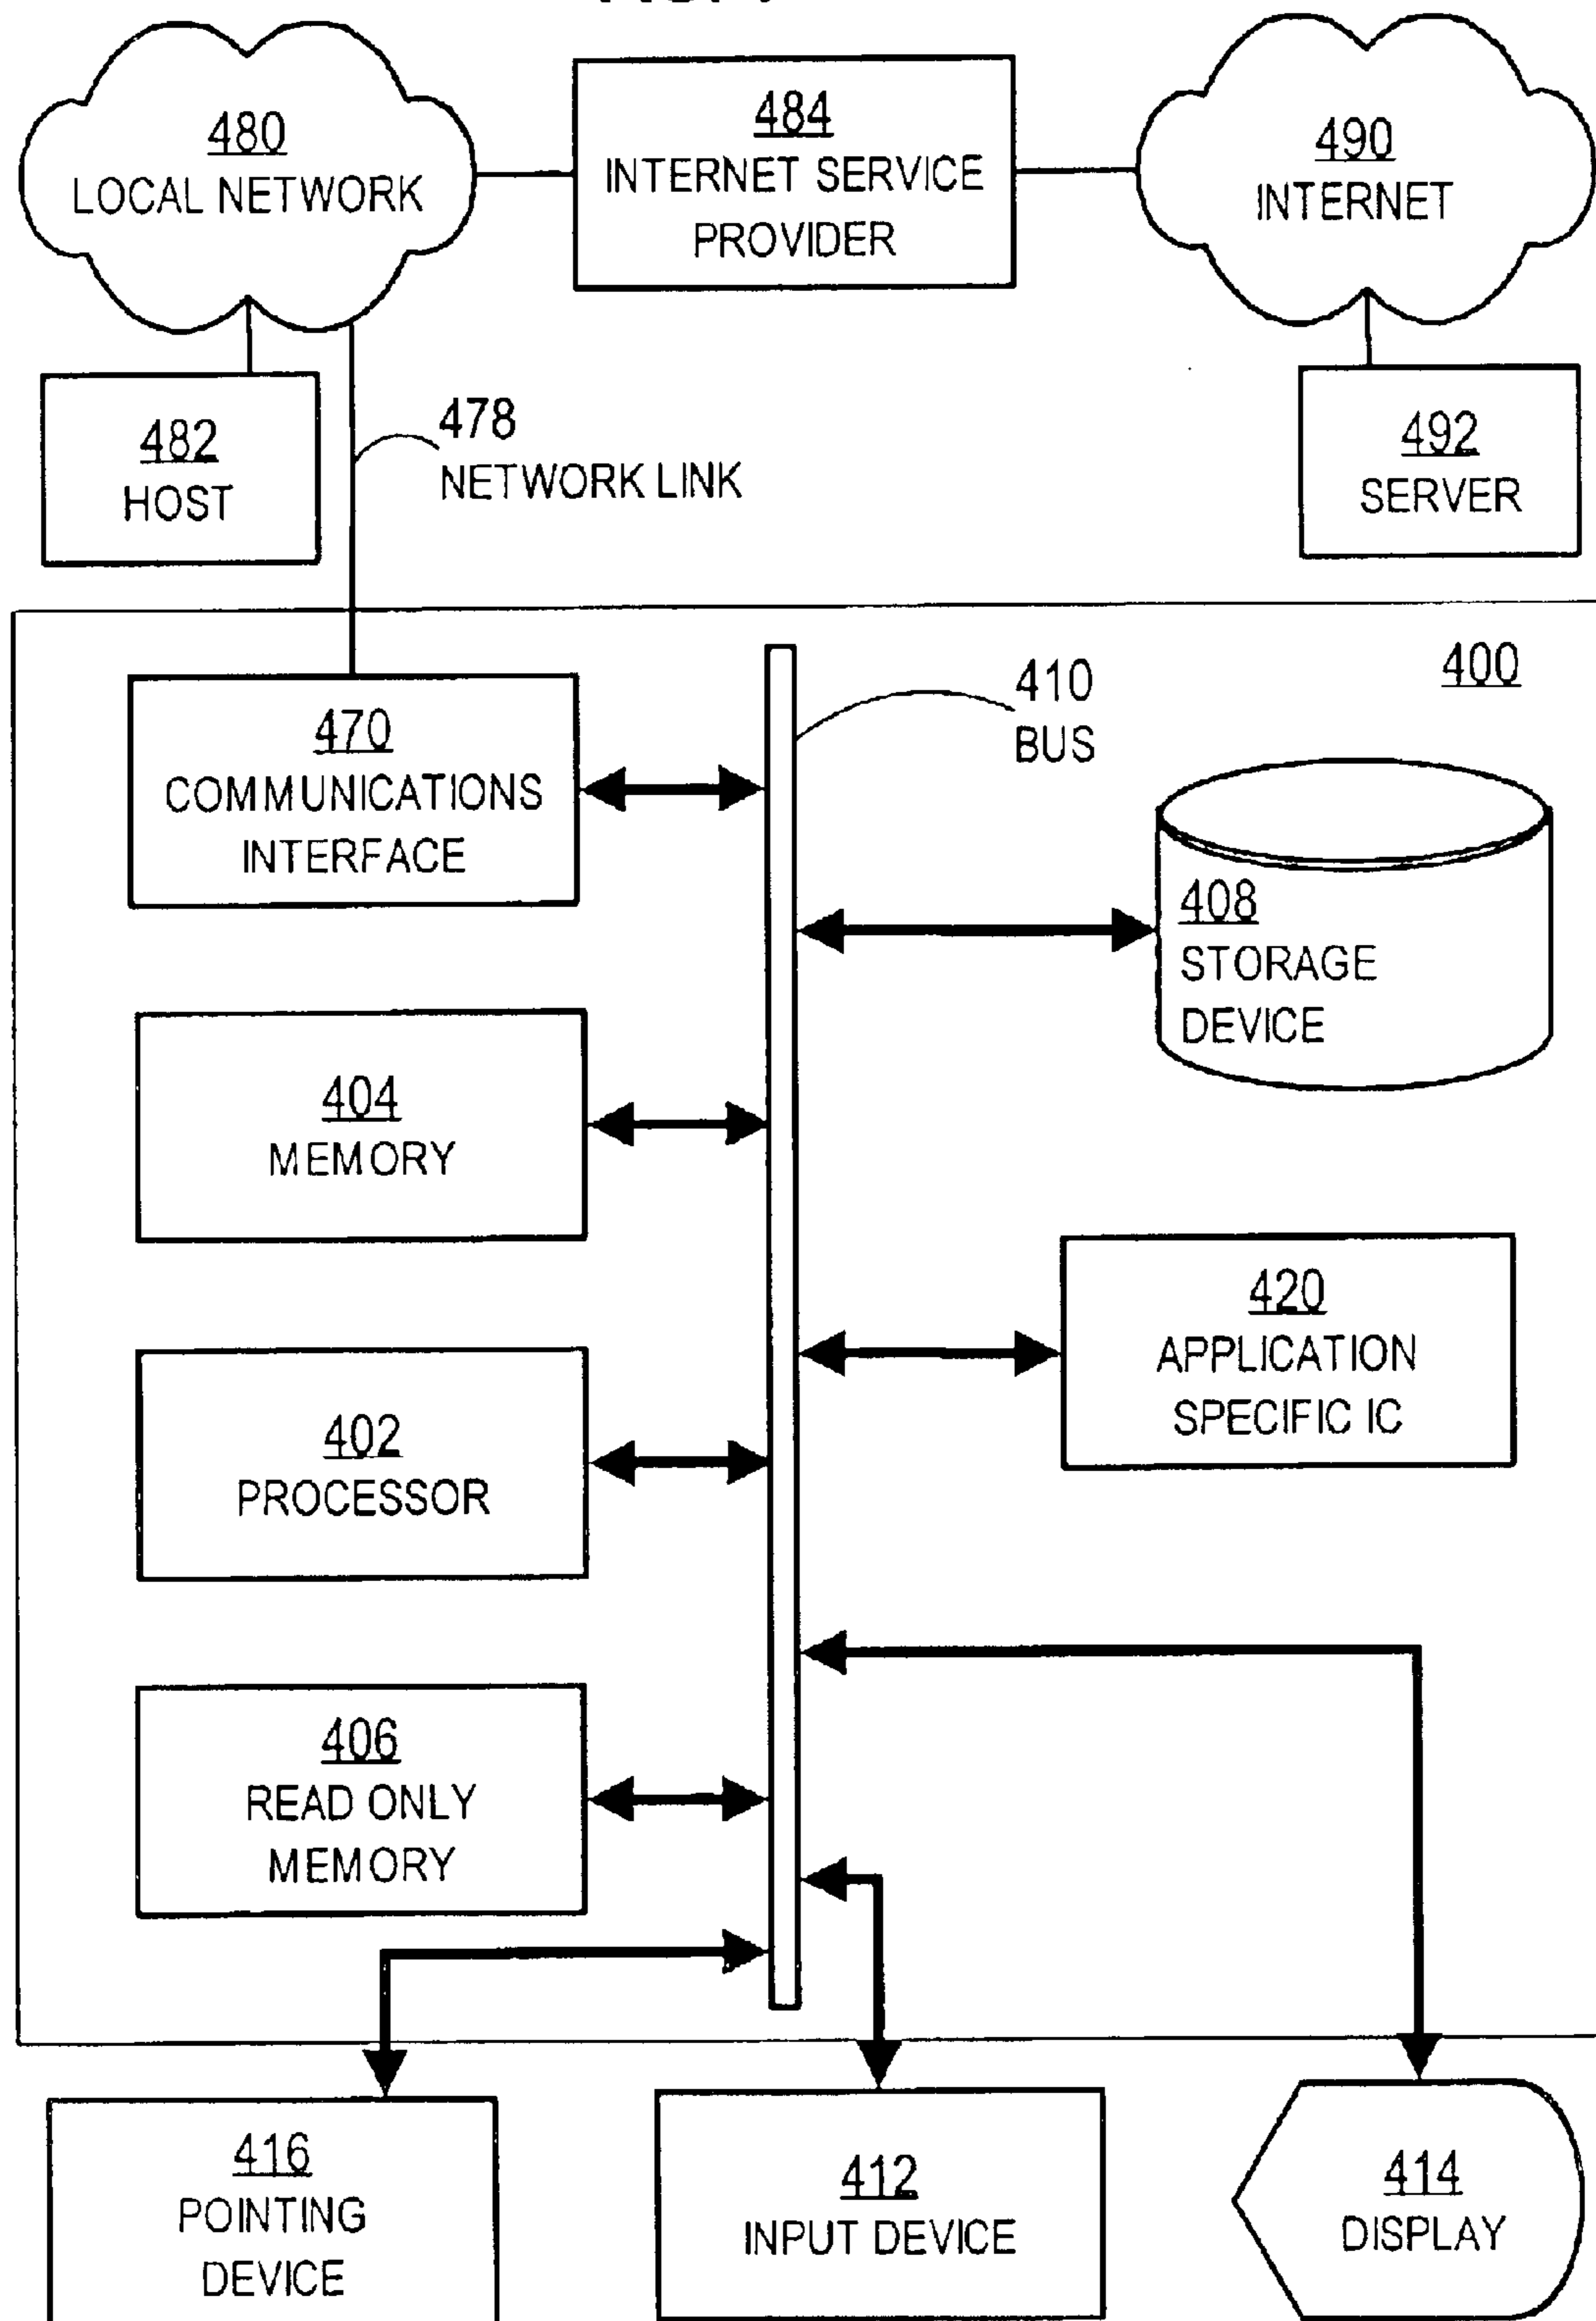 480
LOCAL NETWORK
484
INTERNET SERVICE
PROVIDER
490
INTERNET
482
HOST
478
NETWORK LINK
492
SERVER
400
410
BUS
470
COMMUNICATIONS
INTERFACE
408
STORAGE
DEVICE
404
MEMORY
420
APPLICATION
SPECIFIC IC
402
PROCESSOR
406
READ ONLY
MEMORY
416
POINTING
DEVICE
412
INPUT DEVICE
414
DISPLAY